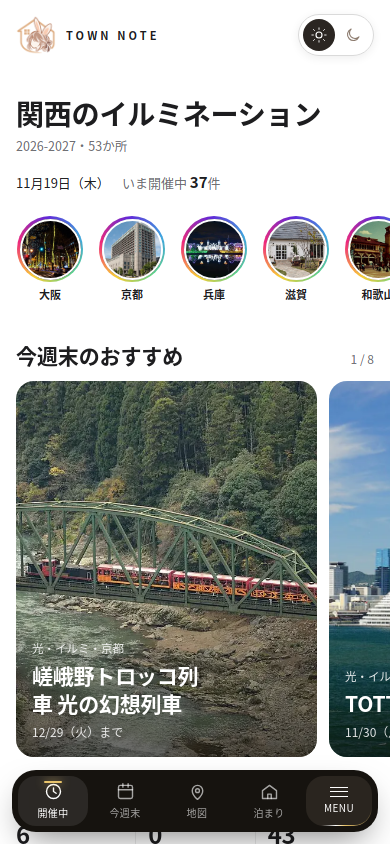 TOWN NOTE
関西のイルミネーション
2026-2027・53か所
11月19日（木） いま開催中 37件
大阪 京都 兵庫 滋賀 和歌山
今週末のおすすめ
1 / 8
光・イルミ・京都
嵯峨野トロッコ列
車 光の幻想列車
12/29（火）まで
光・イル
TOTT
11/30（
開催中 今週末 地図 泊まり MENU
6 0 43